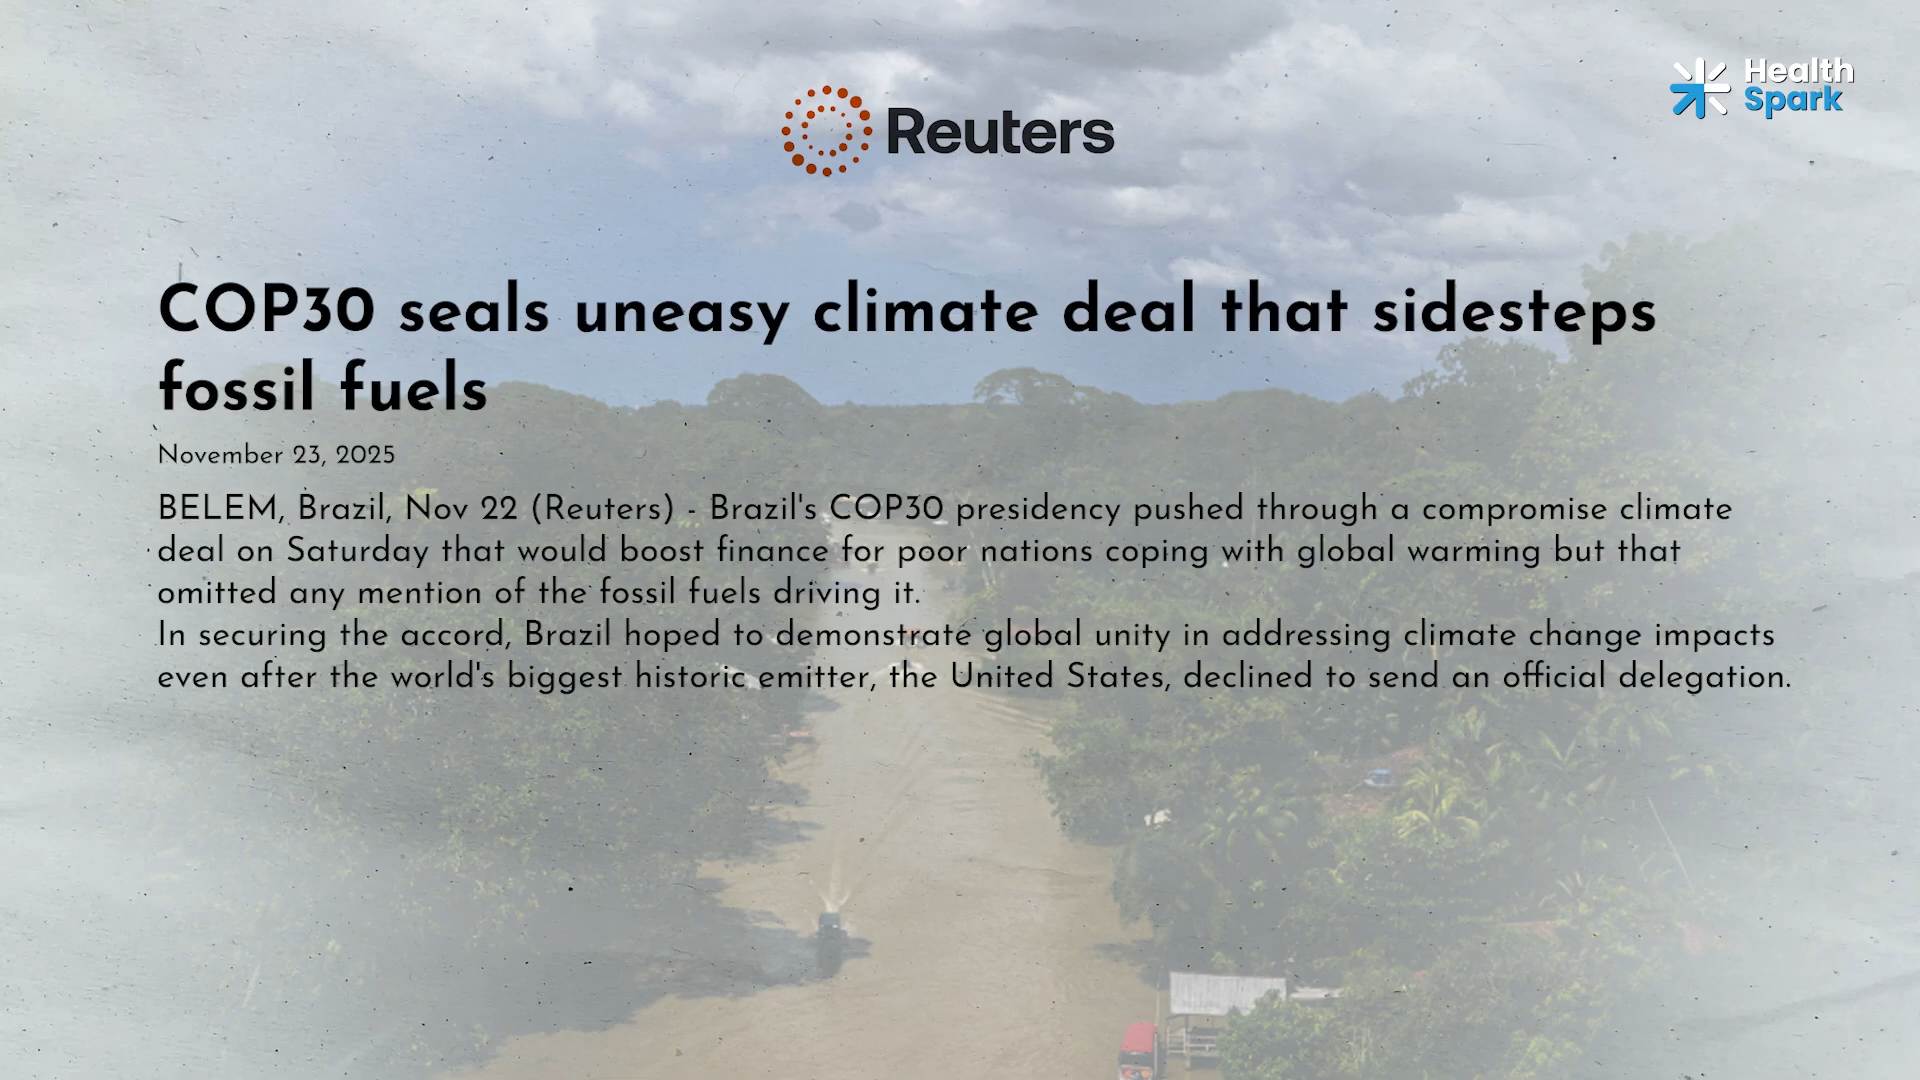 Health
Spark
Reuters
COP30 seals uneasy climate deal that sidesteps
fossil fuels
November 23, 2025
BELEM, Brazil, Nov 22 (Reuters) - Brazil's COP30 presidency pushed through a compromise climate
deal on Saturday that would boost finance for poor nations coping with global warming but that
omitted any mention of the fossil fuels driving it.
In securing the accord, Brazil hoped to demonstrate global unity in addressing climate change impacts
even after the world's biggest historic emitter, the United States, declined to send an official delegation.